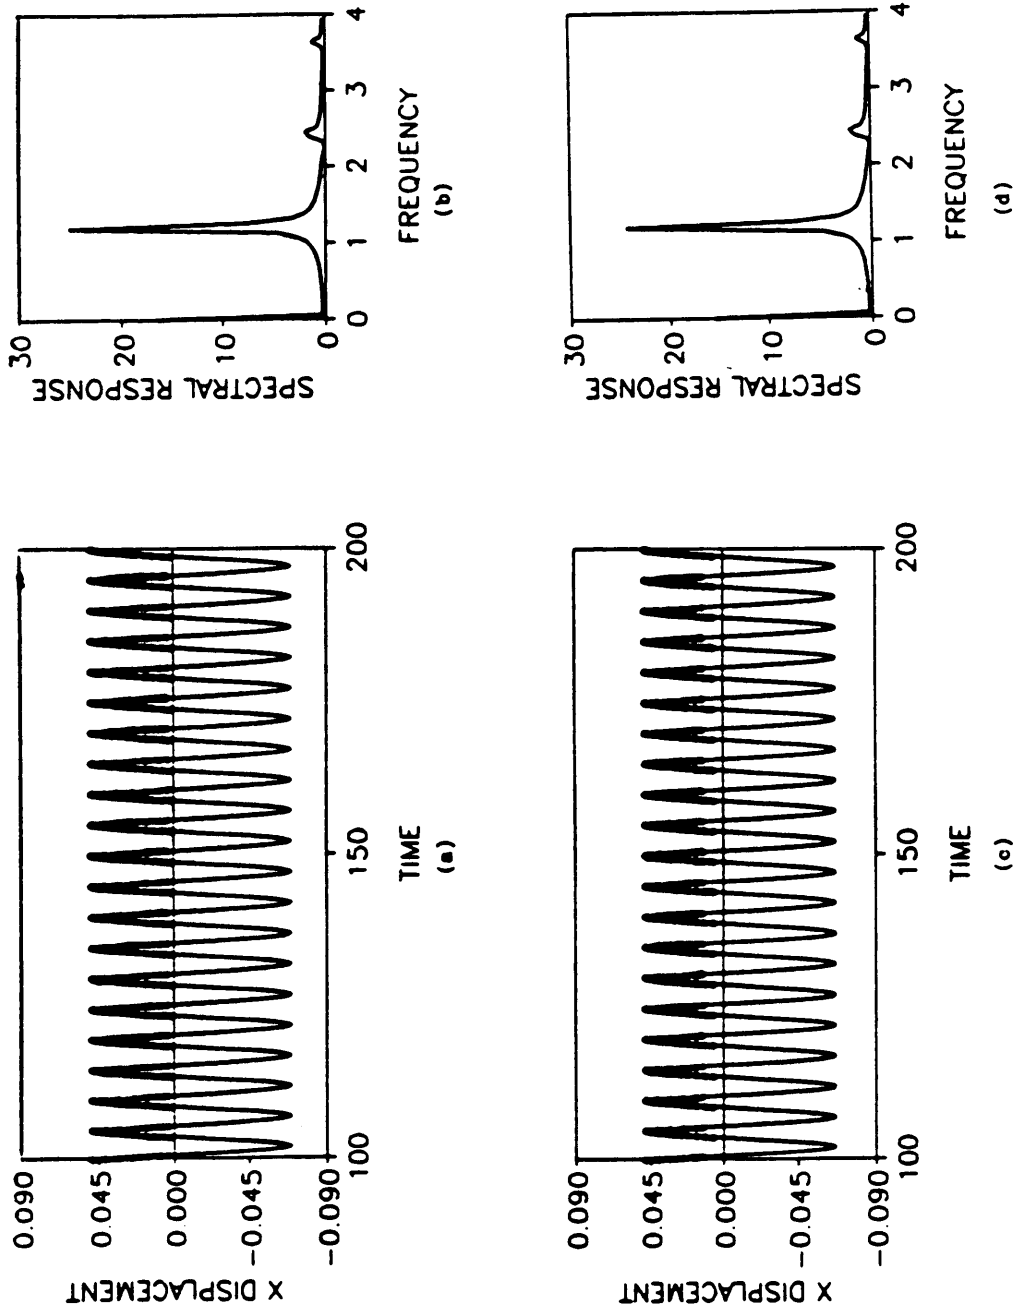 X DISPLACEMENT
0.090
0.045
0.000
-0.045
-0.090
100
150
200
TIME
(a)
SPECTRAL RESPONSE
30
20
10
0
0
1
2
3
4
FREQUENCY
(b)
X DISPLACEMENT
0.090
0.045
0.000
-0.045
-0.090
100
150
200
TIME
(c)
SPECTRAL RESPONSE
30
20
10
0
0
1
2
3
4
FREQUENCY
(d)